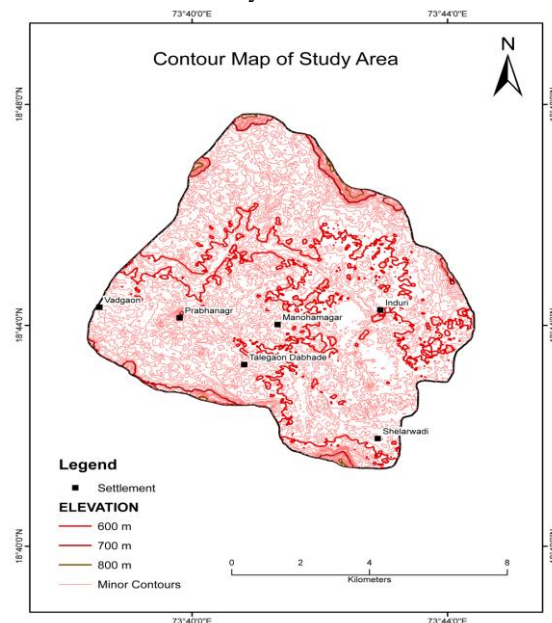 73°40'0"E 73°44'0"E
N
Contour Map of Study Area
18°48'0"N
Vadgaon
Prabhanagr
Manohamagar
Induri
18°44'0"N
Talegaon Dabhade
Shelarwadi
Legend
Settlement
ELEVATION
600 m
700 m
800 m
Minor Contours
18°40'0"N
0 2 4 8
Kilometers
73°40'0"E 73°44'0"E